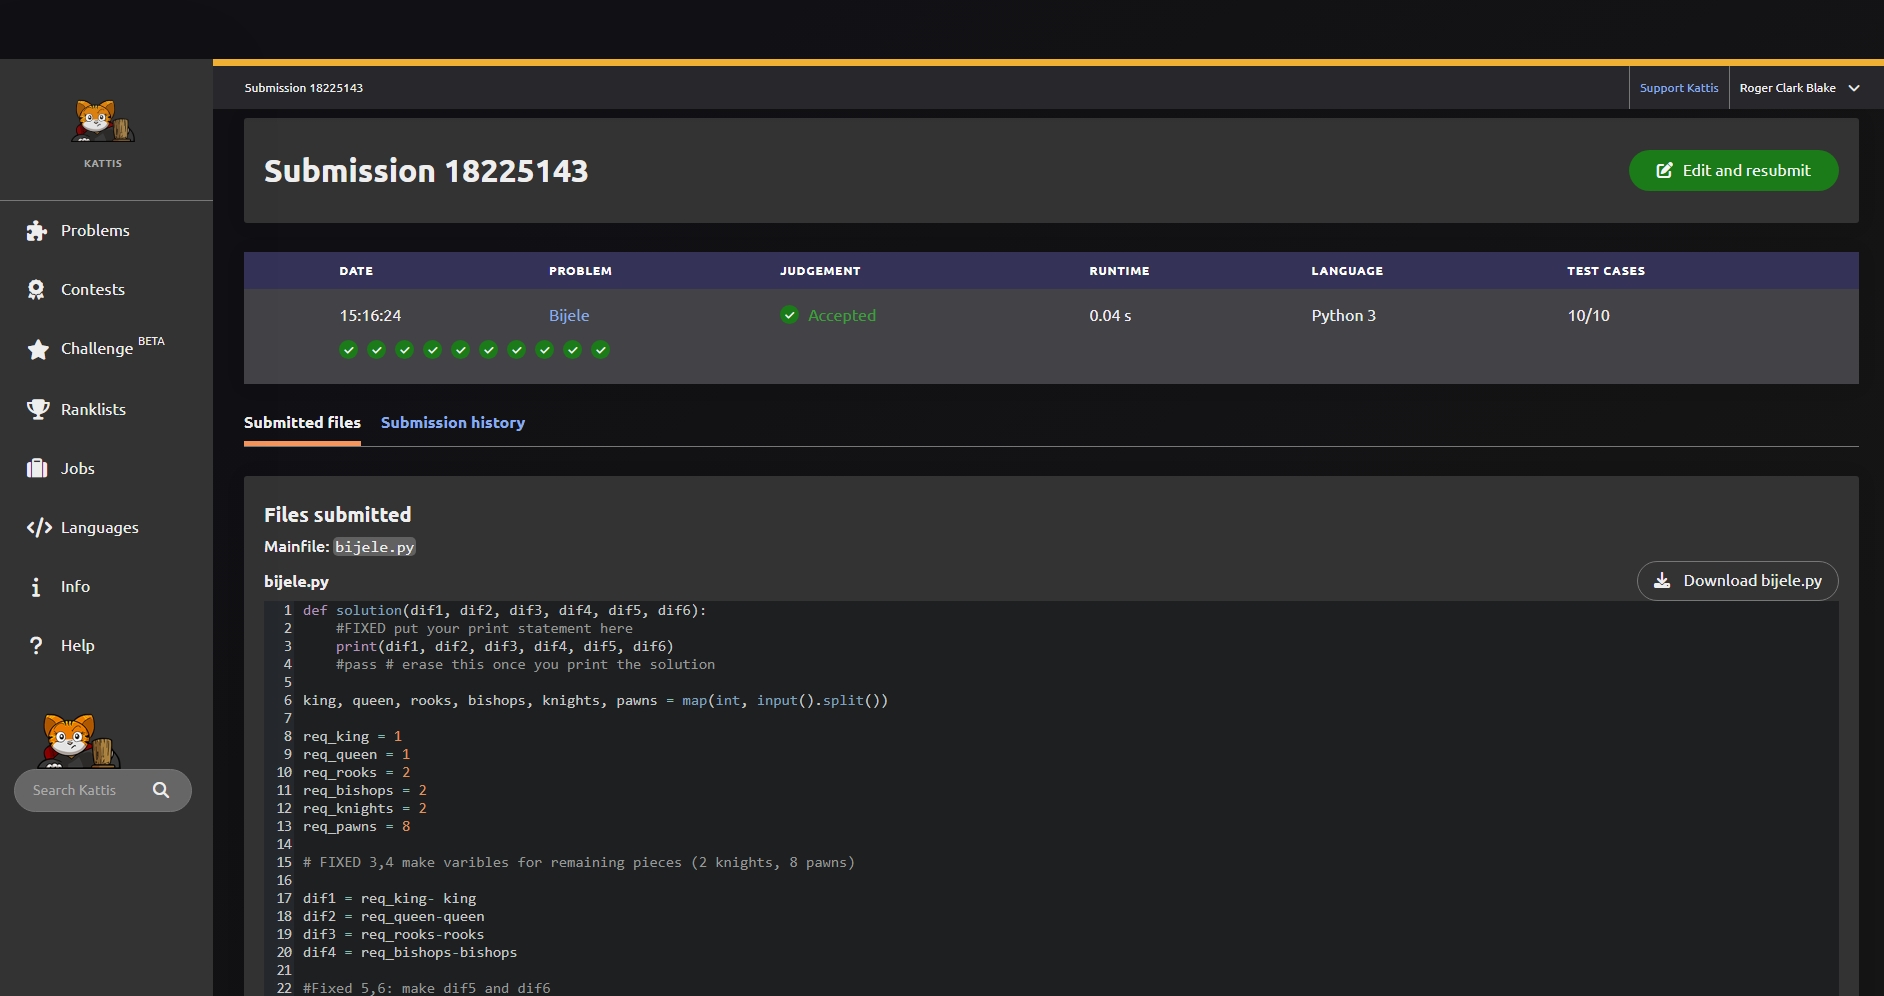 Submission 18225143
Support Kattis
Roger Clark Blake
KATTIS
Submission 18225143
Edit and resubmit
Problems
Contests
Challenge BETA
Ranklists
Jobs
Languages
Info
Help
Search Kattis
DATE PROBLEM JUDGEMENT RUNTIME LANGUAGE TEST CASES
15:16:24 Bijele Accepted 0.04 s Python 3 10/10
Submitted files Submission history
Files submitted
Mainfile: bijele.py
bijele.py
Download bijele.py
1 def solution(dif1, dif2, dif3, dif4, dif5, dif6):
2     #FIXED put your print statement here
3     print(dif1, dif2, dif3, dif4, dif5, dif6)
4     #pass # erase this once you print the solution
5
6 king, queen, rooks, bishops, knights, pawns = map(int, input().split())
7
8 req_king = 1
9 req_queen = 1
10 req_rooks = 2
11 req_bishops = 2
12 req_knights = 2
13 req_pawns = 8
14
15 # FIXED 3,4 make varibles for remaining pieces (2 knights, 8 pawns)
16
17 dif1 = req_king- king
18 dif2 = req_queen-queen
19 dif3 = req_rooks-rooks
20 dif4 = req_bishops-bishops
21
22 #Fixed 5,6: make dif5 and dif6